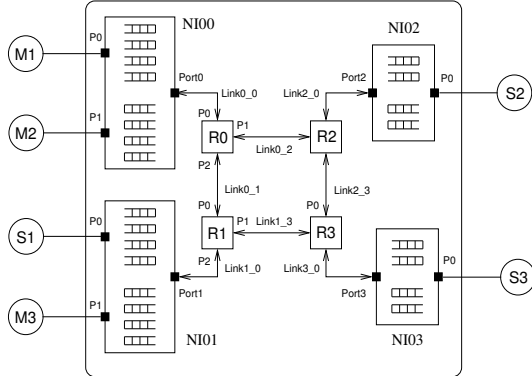 NI00
NI02
P0
M1
Port0
Link0_0
Link2_0
Port2
P0
S2
P1
M2
P0
R0
P1
Link0_2
R2
P2
Link0_1
Link2_3
P0
S1
P0
R1
P1
Link1_3
P0
R3
P2
Link1_0
Link3_0
Port1
Port3
P0
S3
P1
M3
NI01
NI03